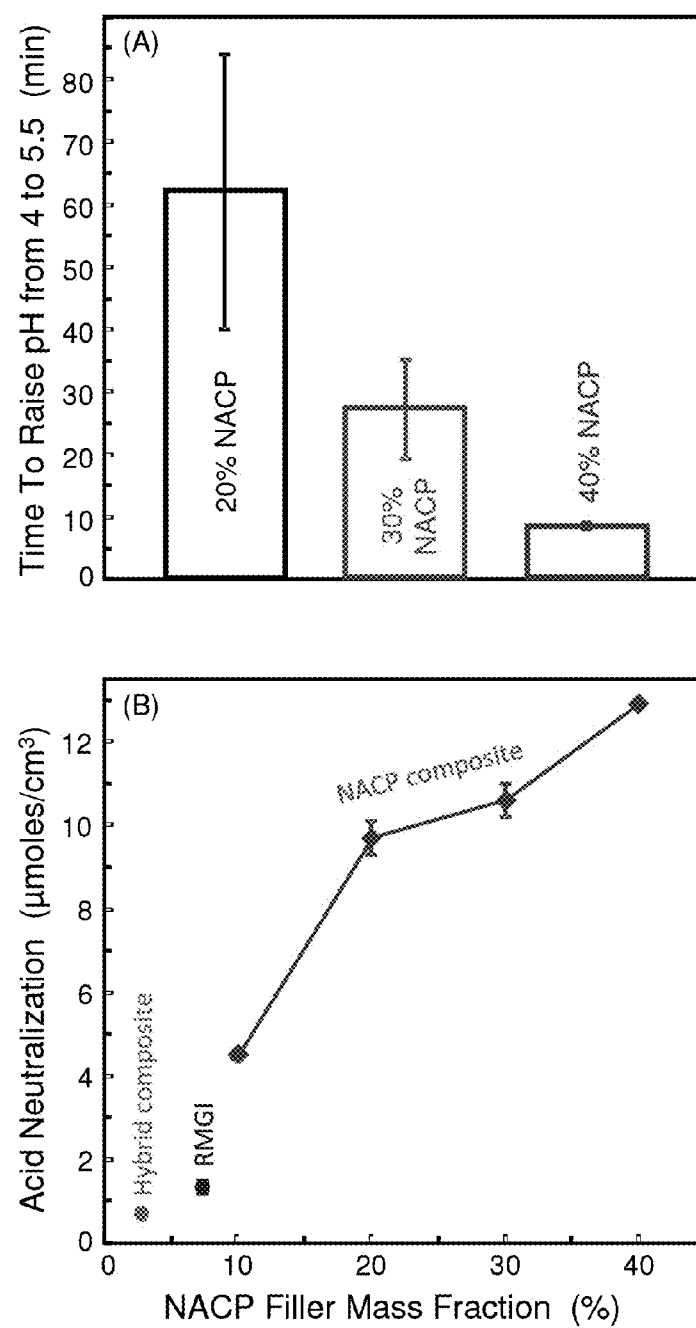 (A)
Time To Raise pH from 4 to 5.5 (min)
80
70
60
50
40
30
20
10
0
20% NACP
30%
NACP
40% NACP
(B)
Acid Neutralization (μmoles/cm³)
12
10
8
6
4
2
0
NACP composite
Hybrid composite
RMGI
0 10 20 30 40
NACP Filler Mass Fraction (%)